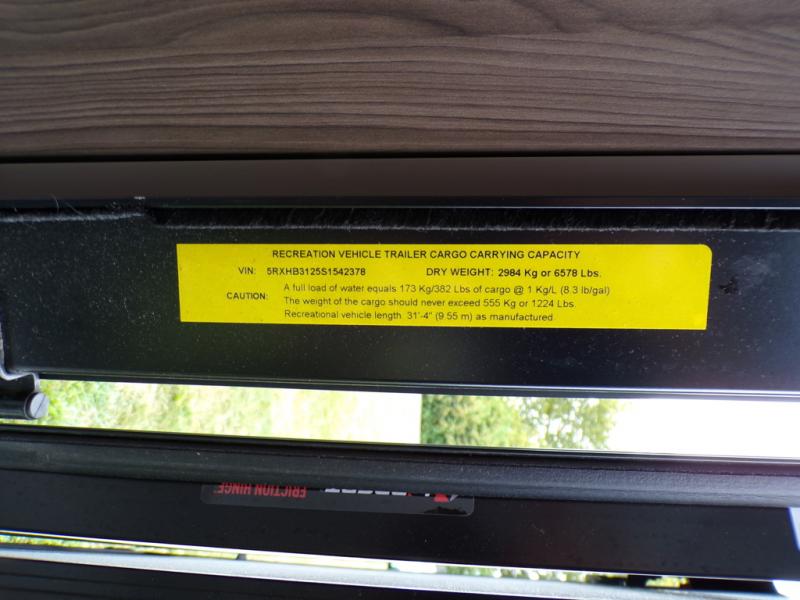 RECREATION VEHICLE TRAILER CARGO CARRYING CAPACITY
VIN: 5RXHB3125S1542378 DRY WEIGHT: 2984 Kg or 6578 Lbs.
CAUTION: A full load of water equals 173 Kg/382 Lbs of cargo @ 1 Kg/L (8.3 lb/gal)
The weight of the cargo should never exceed 555 Kg or 1224 Lbs.
Recreational vehicle length 31'-4" (9.55 m) as manufactured.
FRICTION HINGE